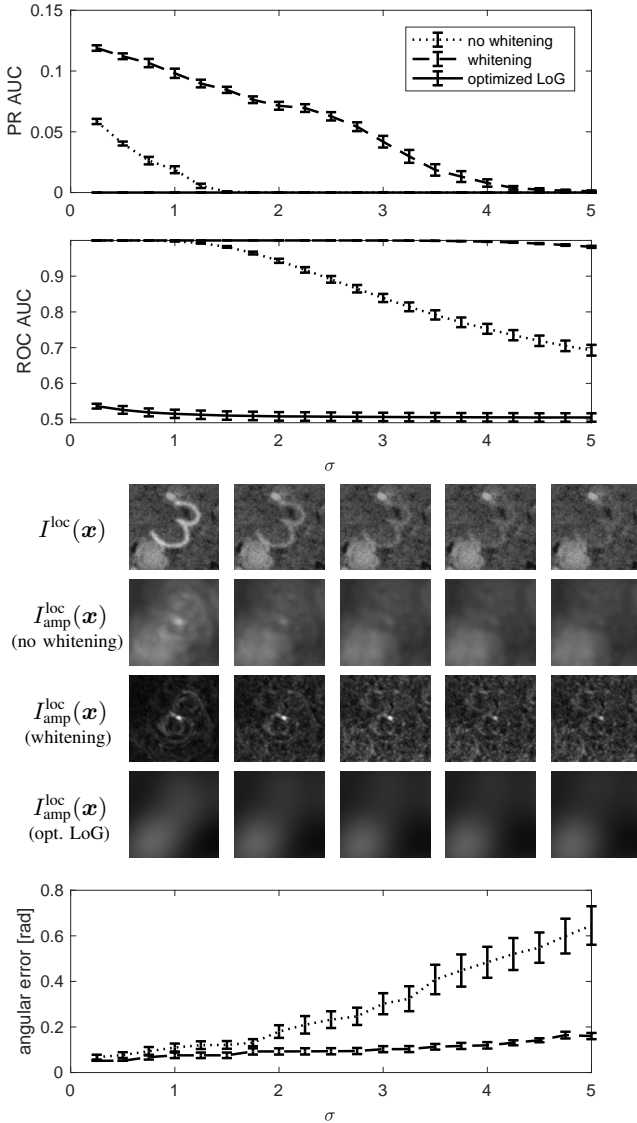 0.15
0.1
0.05
0
PR AUC
no whitening
whitening
optimized LoG
0 1 2 3 4 5
0.9
0.8
0.7
0.6
0.5
ROC AUC
0 1 2 3 4 5
σ
I^loc(x)
I^loc_amp(x)
(no whitening)
I^loc_amp(x)
(whitening)
I^loc_amp(x)
(opt. LoG)
0.8
0.6
0.4
0.2
0
angular error [rad]
0 1 2 3 4 5
σ